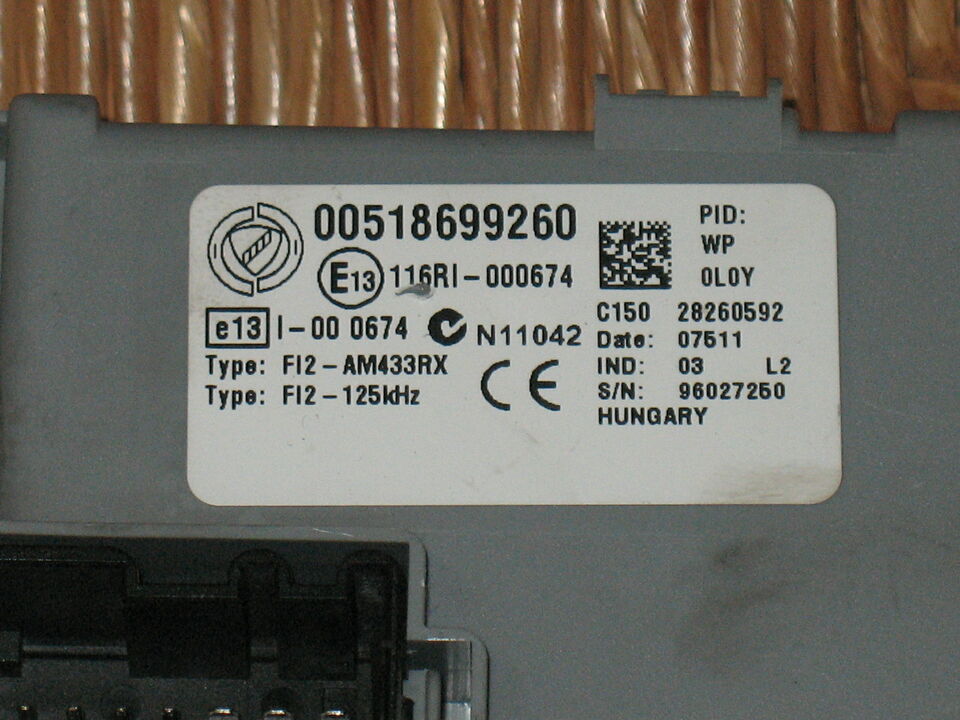 00518699260
E13 116RI-000674
e13 I-00 0674 N11042
Type: FI2-AM433RX
Type: FI2-125kHz
CE
PID:
WP
0L0Y
C150 28260592
Date: 07511
IND: 03 L2
S/N: 96027250
HUNGARY